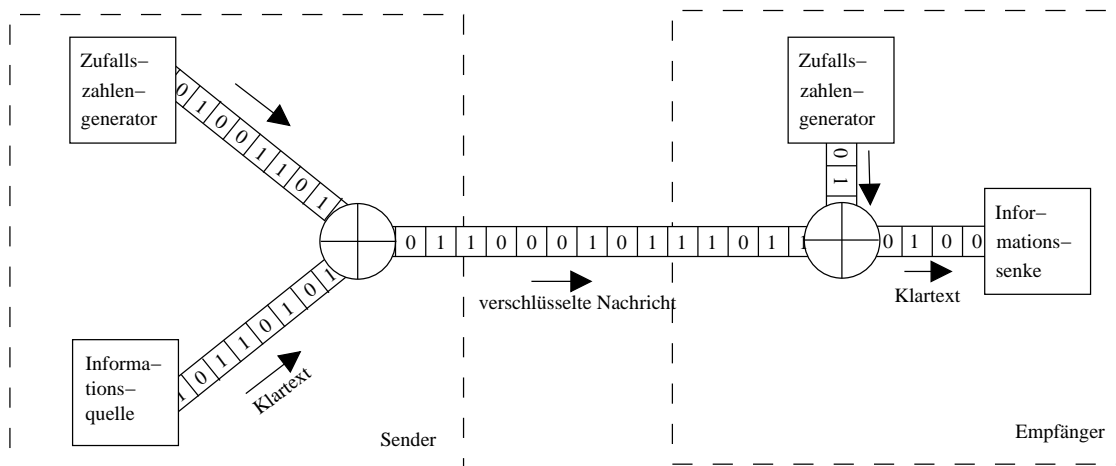 Zufalls–
zahlen–
generator
0 1 0 0 1 1 0 1
Informa–
tions–
quelle
1 0 1 1 0 1 0 1
Klartext
Sender
0 1 1 0 0 0 1 0 1 1 1 0 1 1
verschlüsselte Nachricht
Zufalls–
zahlen–
generator
0 1
0 1 0 0
Klartext
Infor–
mations–
senke
Empfänger